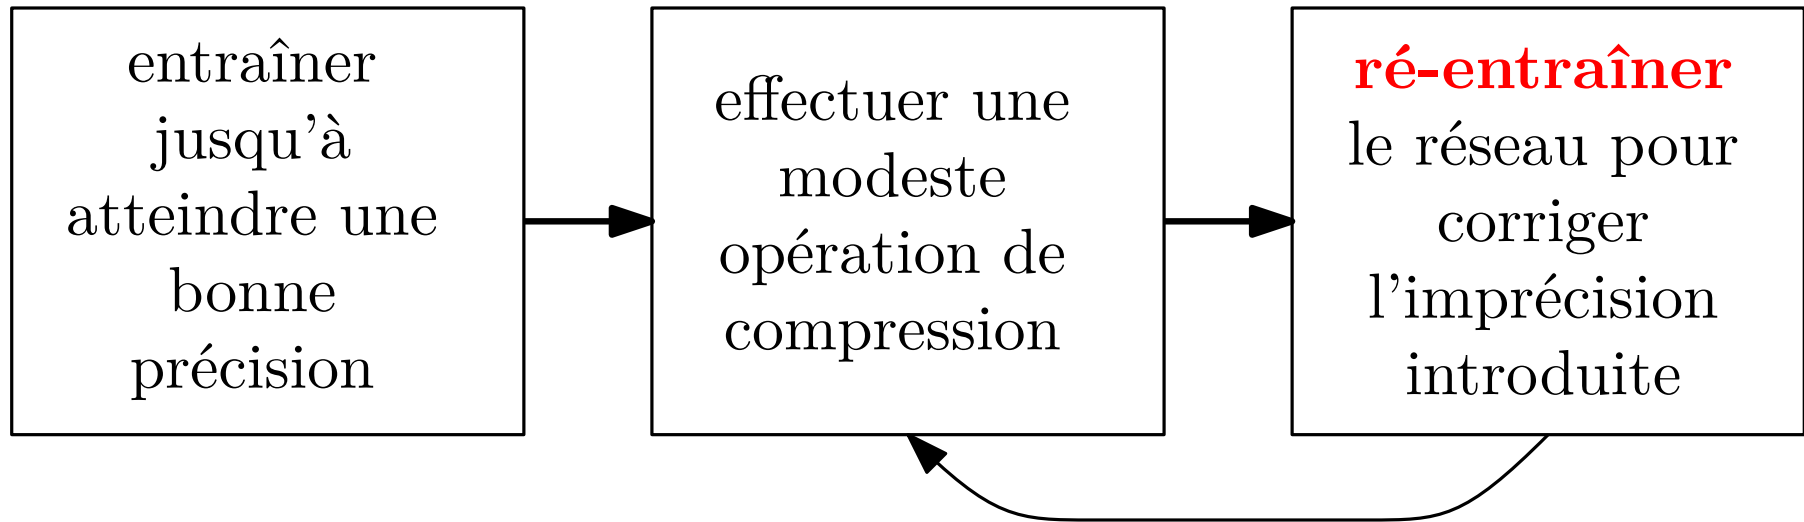 entraîner
jusqu'à
atteindre une
bonne
précision
effectuer une
modeste
opération de
compression
ré-entraîner
le réseau pour
corriger
l'imprécision
introduite